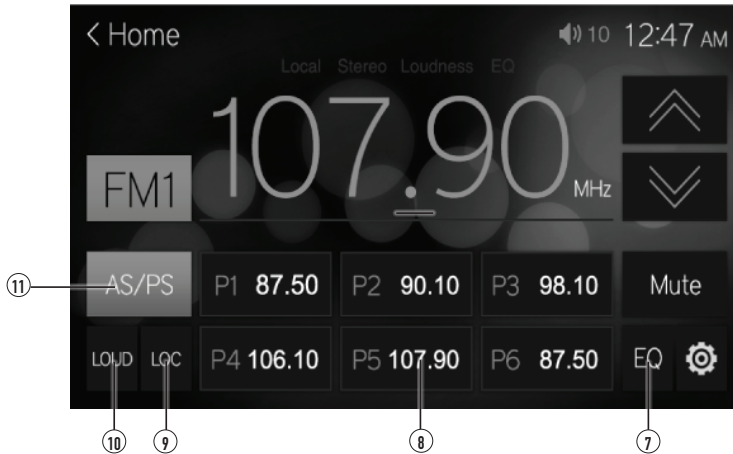 < Home 10 12:47 AM
Local Stereo Loudness EQ
107.90 MHz
FM1
AS/PS P1 87.50 P2 90.10 P3 98.10 Mute
LOUD LOC P4 106.10 P5 107.90 P6 87.50 EQ
11
10 9 8 7